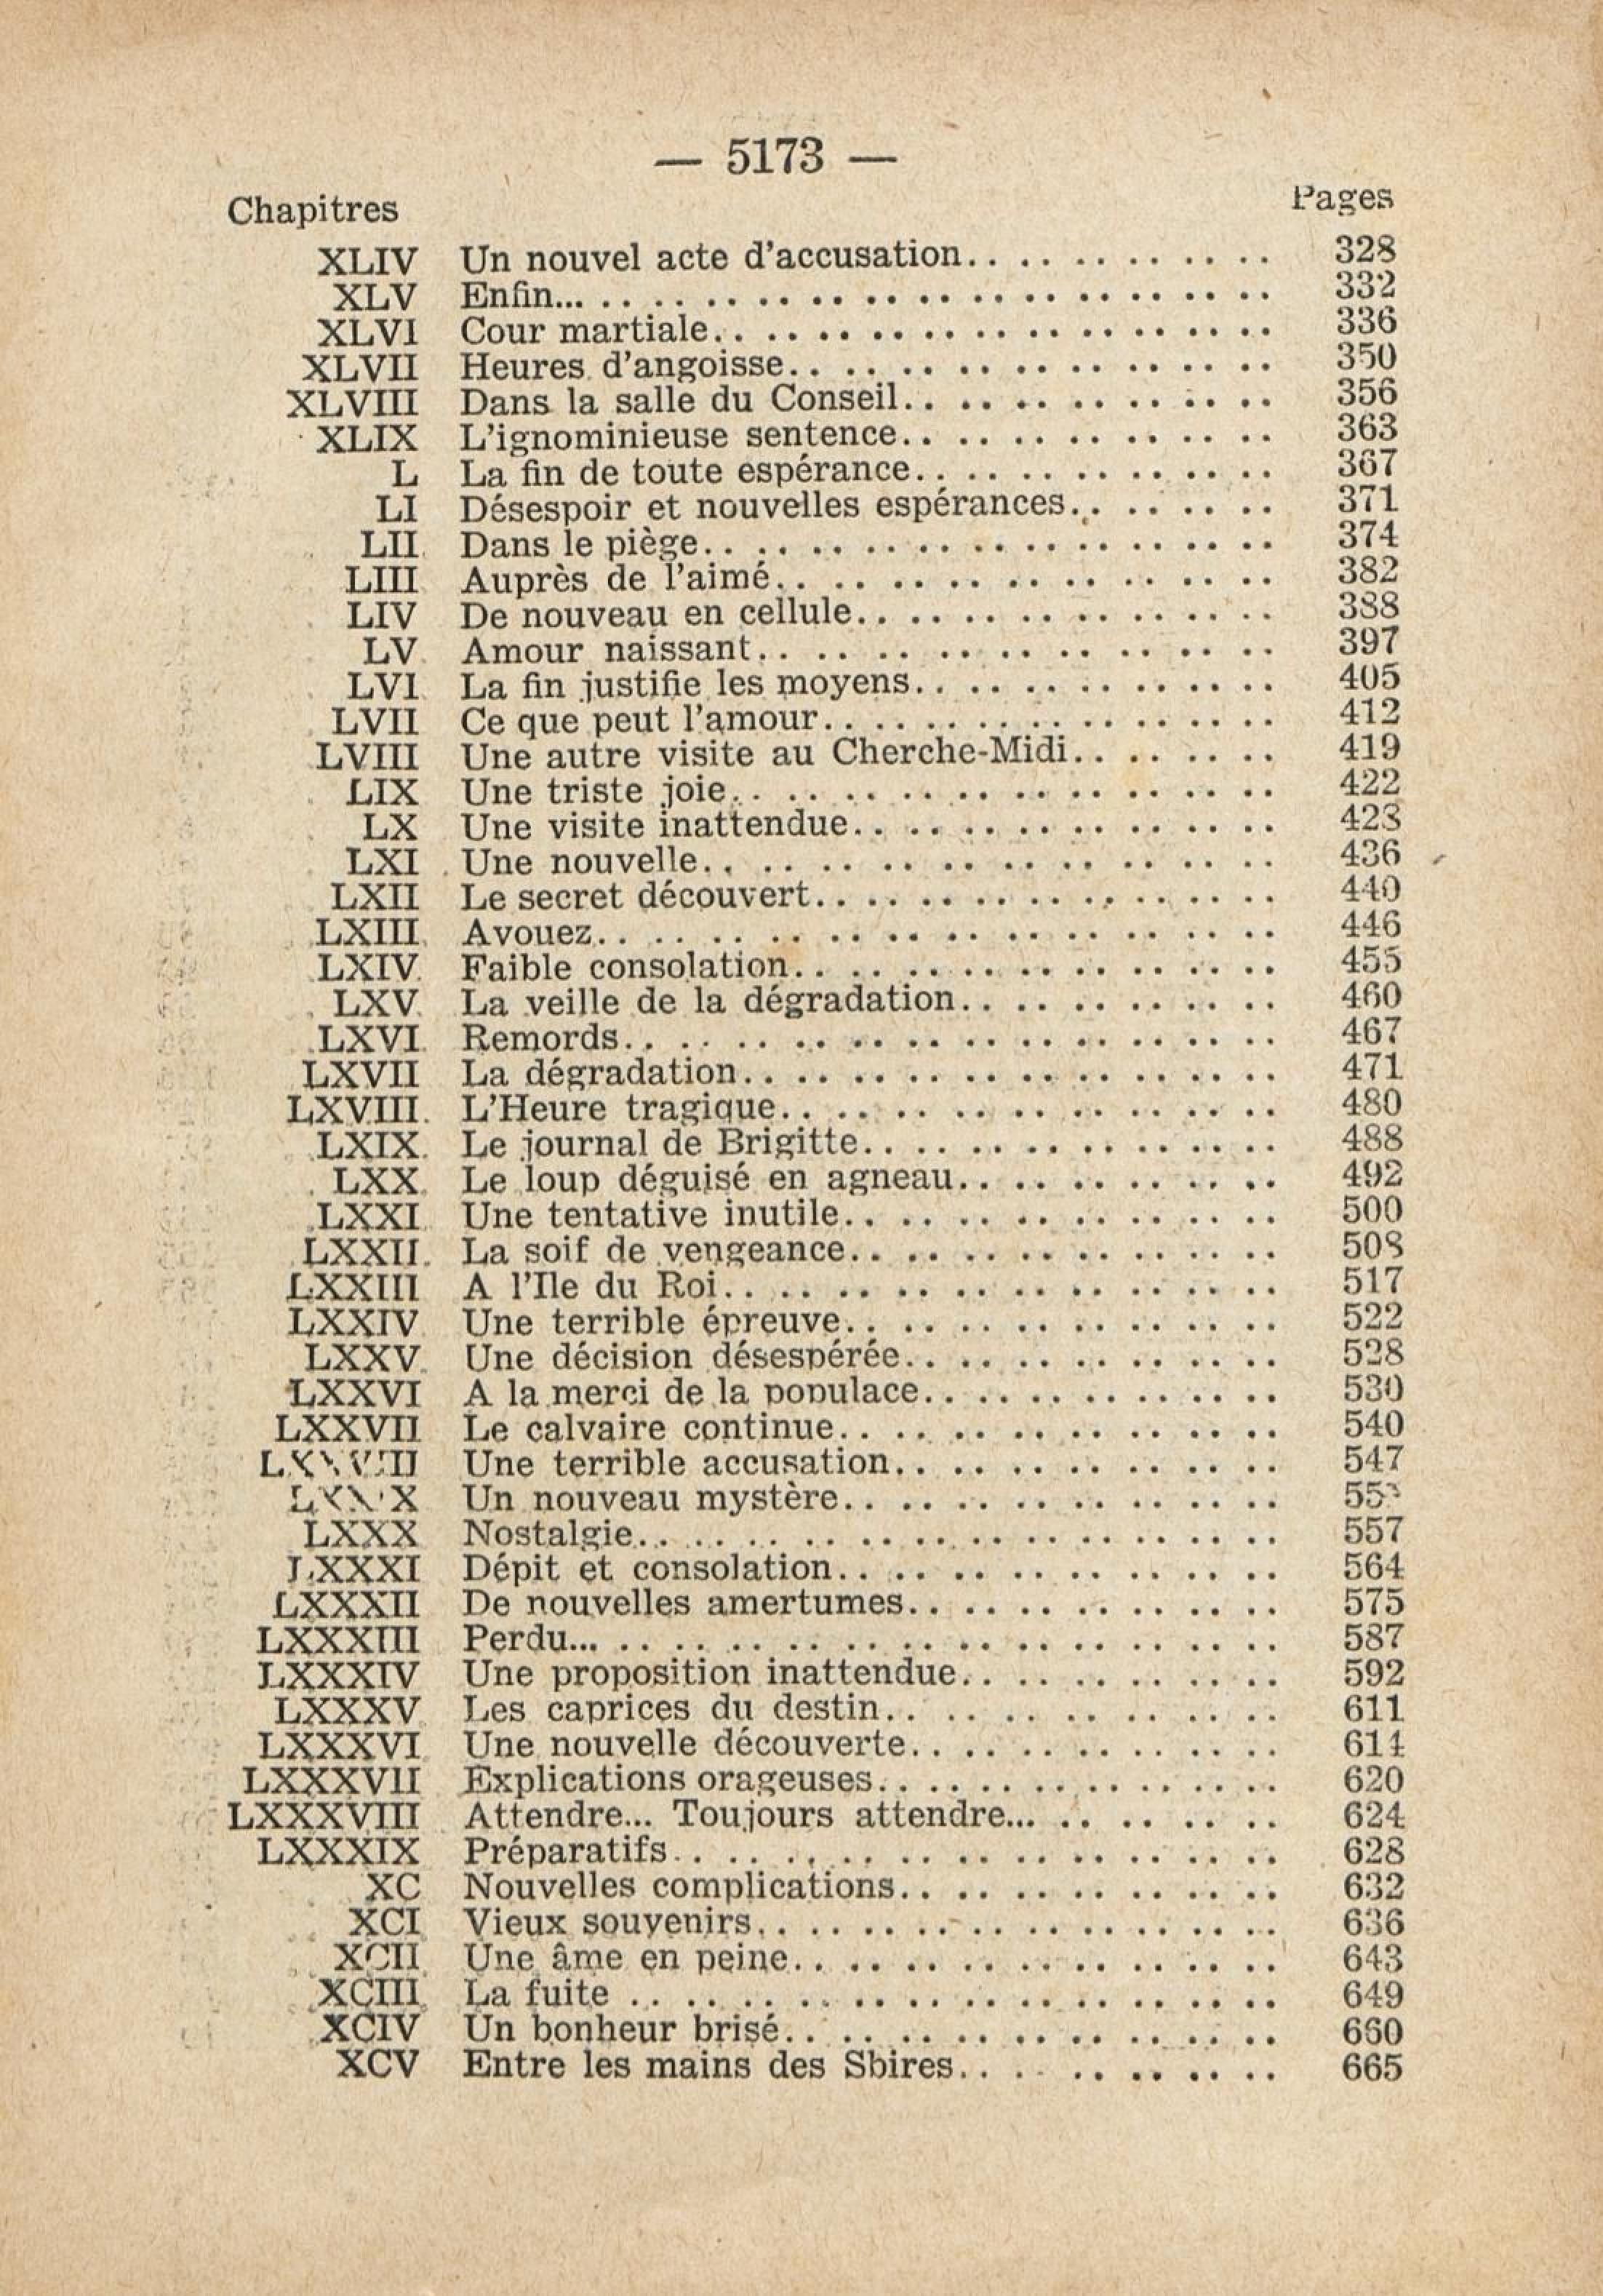 — 5173 —
Chapitres Pages
XLIV Un nouvel acte d'accusation.. .. .. .. .. .. 328
XLV Enfin... .. .. .. .. .. .. .. .. .. .. .. .. .. 332
XLVI Cour martiale.. .. .. .. .. .. .. .. .. .. .. 336
XLVII Heures d'angoisse.. .. .. .. .. .. .. .. .. 350
XLVIII Dans la salle du Conseil.. .. .. .. .. .. .. 356
XLIX L'ignominieuse sentence.. .. .. .. .. .. .. 363
L La fin de toute espérance.. .. .. .. .. .. .. 367
LI Désespoir et nouvelles espérances.. .. .. .. 371
LII Dans le piège.. .. .. .. .. .. .. .. .. .. .. 374
LIII Auprès de l'aimé.. .. .. .. .. .. .. .. .. 382
LIV De nouveau en cellule.. .. .. .. .. .. .. .. 388
LV Amour naissant.. .. .. .. .. .. .. .. .. 397
LVI La fin justifie les moyens.. .. .. .. .. .. .. 405
LVII Ce que peut l'amour.. .. .. .. .. .. .. .. .. 412
LVIII Une autre visite au Cherche-Midi.. .. .. .. 419
LIX Une triste joie.. .. .. .. .. .. .. .. .. .. 422
LX Une visite inattendue.. .. .. .. .. .. .. .. 423
LXI Une nouvelle.. .. .. .. .. .. .. .. .. .. 436
LXII Le secret découvert.. .. .. .. .. .. .. .. .. 440
LXIII Avouez.. .. .. .. .. .. .. .. .. .. .. .. 446
LXIV Faible consolation.. .. .. .. .. .. .. .. .. 455
LXV La veille de la dégradation.. .. .. .. .. .. 460
LXVI Remords.. .. .. .. .. .. .. .. .. .. .. .. 467
LXVII La dégradation.. .. .. .. .. .. .. .. .. .. 471
LXVIII L'Heure tragique.. .. .. .. .. .. .. .. .. 480
LXIX Le journal de Brigitte.. .. .. .. .. .. .. .. 488
LXX Le loup déguisé en agneau.. .. .. .. .. .. 492
LXXI Une tentative inutile.. .. .. .. .. .. .. .. 500
LXXII La soif de vengeance.. .. .. .. .. .. .. .. 508
LXXIII A l'Ile du Roi.. .. .. .. .. .. .. .. .. .. 517
LXXIV Une terrible épreuve.. .. .. .. .. .. .. .. 522
LXXV Une décision désespérée.. .. .. .. .. .. .. 528
LXXVI A la merci de la populace.. .. .. .. .. .. .. 530
LXXVII Le calvaire continue.. .. .. .. .. .. .. .. 540
LXXVIII Une terrible accusation.. .. .. .. .. .. .. 547
LXXIX Un nouveau mystère.. .. .. .. .. .. .. ..
LXXX Nostalgie.. .. .. .. .. .. .. .. .. .. .. .. 557
LXXXI Dépit et consolation.. .. .. .. .. .. .. .. 564
LXXXII De nouvelles amertumes.. .. .. .. .. .. .. 575
LXXXIII Perdu... .. .. .. .. .. .. .. .. .. .. .. .. 587
LXXXIV Une proposition inattendue.. .. .. .. .. .. 592
LXXXV Les caprices du destin.. .. .. .. .. .. .. 611
LXXXVI Une nouvelle découverte.. .. .. .. .. .. .. 614
LXXXVII Explications orageuses.. .. .. .. .. .. .. .. 620
LXXXVIII Attendre... Toujours attendre... .. .. .. .. 624
LXXXIX Préparatifs.. .. .. .. .. .. .. .. .. .. .. 628
XC Nouvelles complications.. .. .. .. .. .. .. 632
XCI Vieux souvenirs.. .. .. .. .. .. .. .. .. .. 636
XCII Une âme en peine.. .. .. .. .. .. .. .. .. 643
XCIII La fuite .. .. .. .. .. .. .. .. .. .. .. .. 649
XCIV Un bonheur brisé.. .. .. .. .. .. .. .. .. 660
XCV Entre les mains des Sbires.. .. .. .. .. .. 665